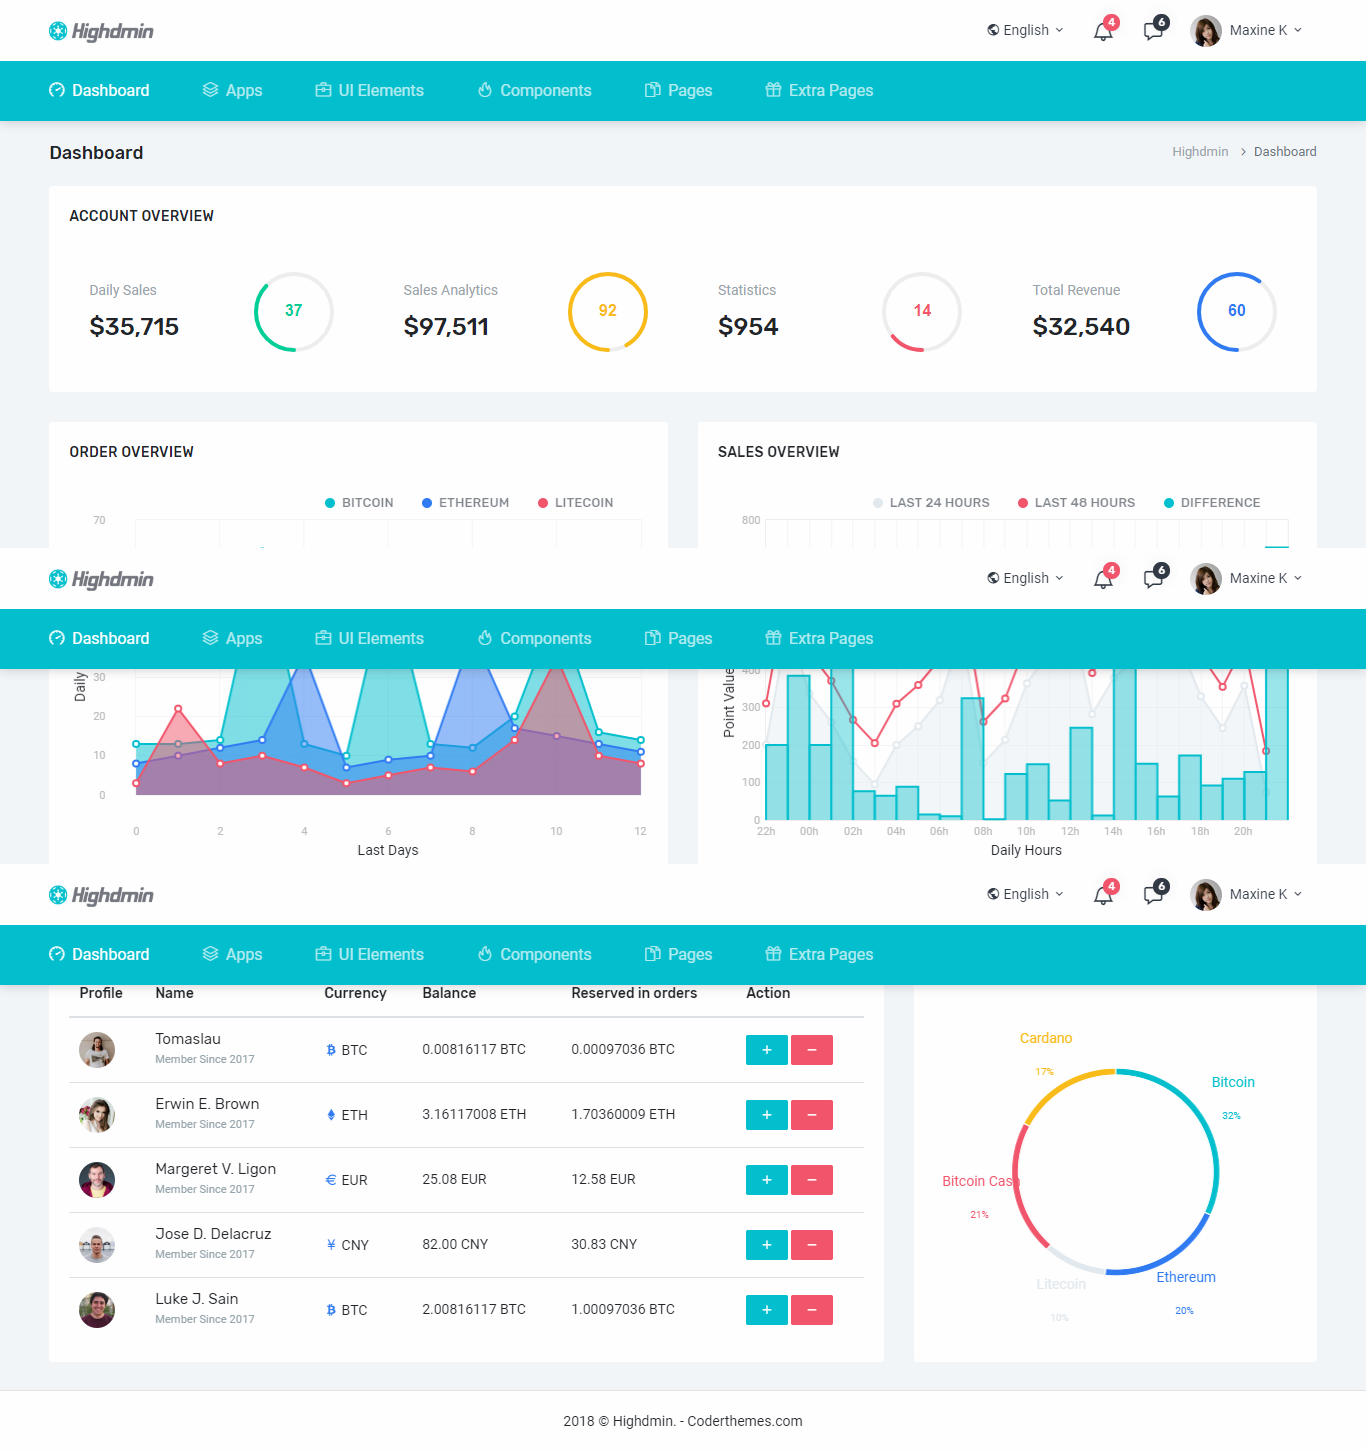 Highdmin English 4 6 Maxine K
Dashboard Apps UI Elements Components Pages Extra Pages
Dashboard Highdmin > Dashboard
ACCOUNT OVERVIEW
Daily Sales Sales Analytics Statistics Total Revenue
37 92 14 60
$35,715 $97,511 $954 $32,540
ORDER OVERVIEW SALES OVERVIEW
BITCOIN ETHEREUM LITECOIN LAST 24 HOURS LAST 48 HOURS DIFFERENCE
70 800
Highdmin English 4 6 Maxine K
Dashboard Apps UI Elements Components Pages Extra Pages
Daily Point Value
30 400
300
20 200
10 100
0 0
0 2 4 6 8 10 12 22h 00h 02h 04h 06h 08h 10h 12h 14h 16h 18h 20h
Last Days Daily Hours
Highdmin English 4 6 Maxine K
Dashboard Apps UI Elements Components Pages Extra Pages
Profile Name Currency Balance Reserved in orders Action
Tomaslau BTC 0.00816117 BTC 0.00097036 BTC + −
Member Since 2017
Erwin E. Brown ETH 3.16117008 ETH 1.70360009 ETH + −
Member Since 2017
Margeret V. Ligon € EUR 25.08 EUR 12.58 EUR + −
Member Since 2017
Jose D. Delacruz ¥ CNY 82.00 CNY 30.83 CNY + −
Member Since 2017
Luke J. Sain BTC 2.00816117 BTC 1.00097036 BTC + −
Member Since 2017
Cardano
17%
Bitcoin
32%
Bitcoin Cash
21%
Ethereum
20%
Litecoin
10%
2018 © Highdmin. - Coderthemes.com